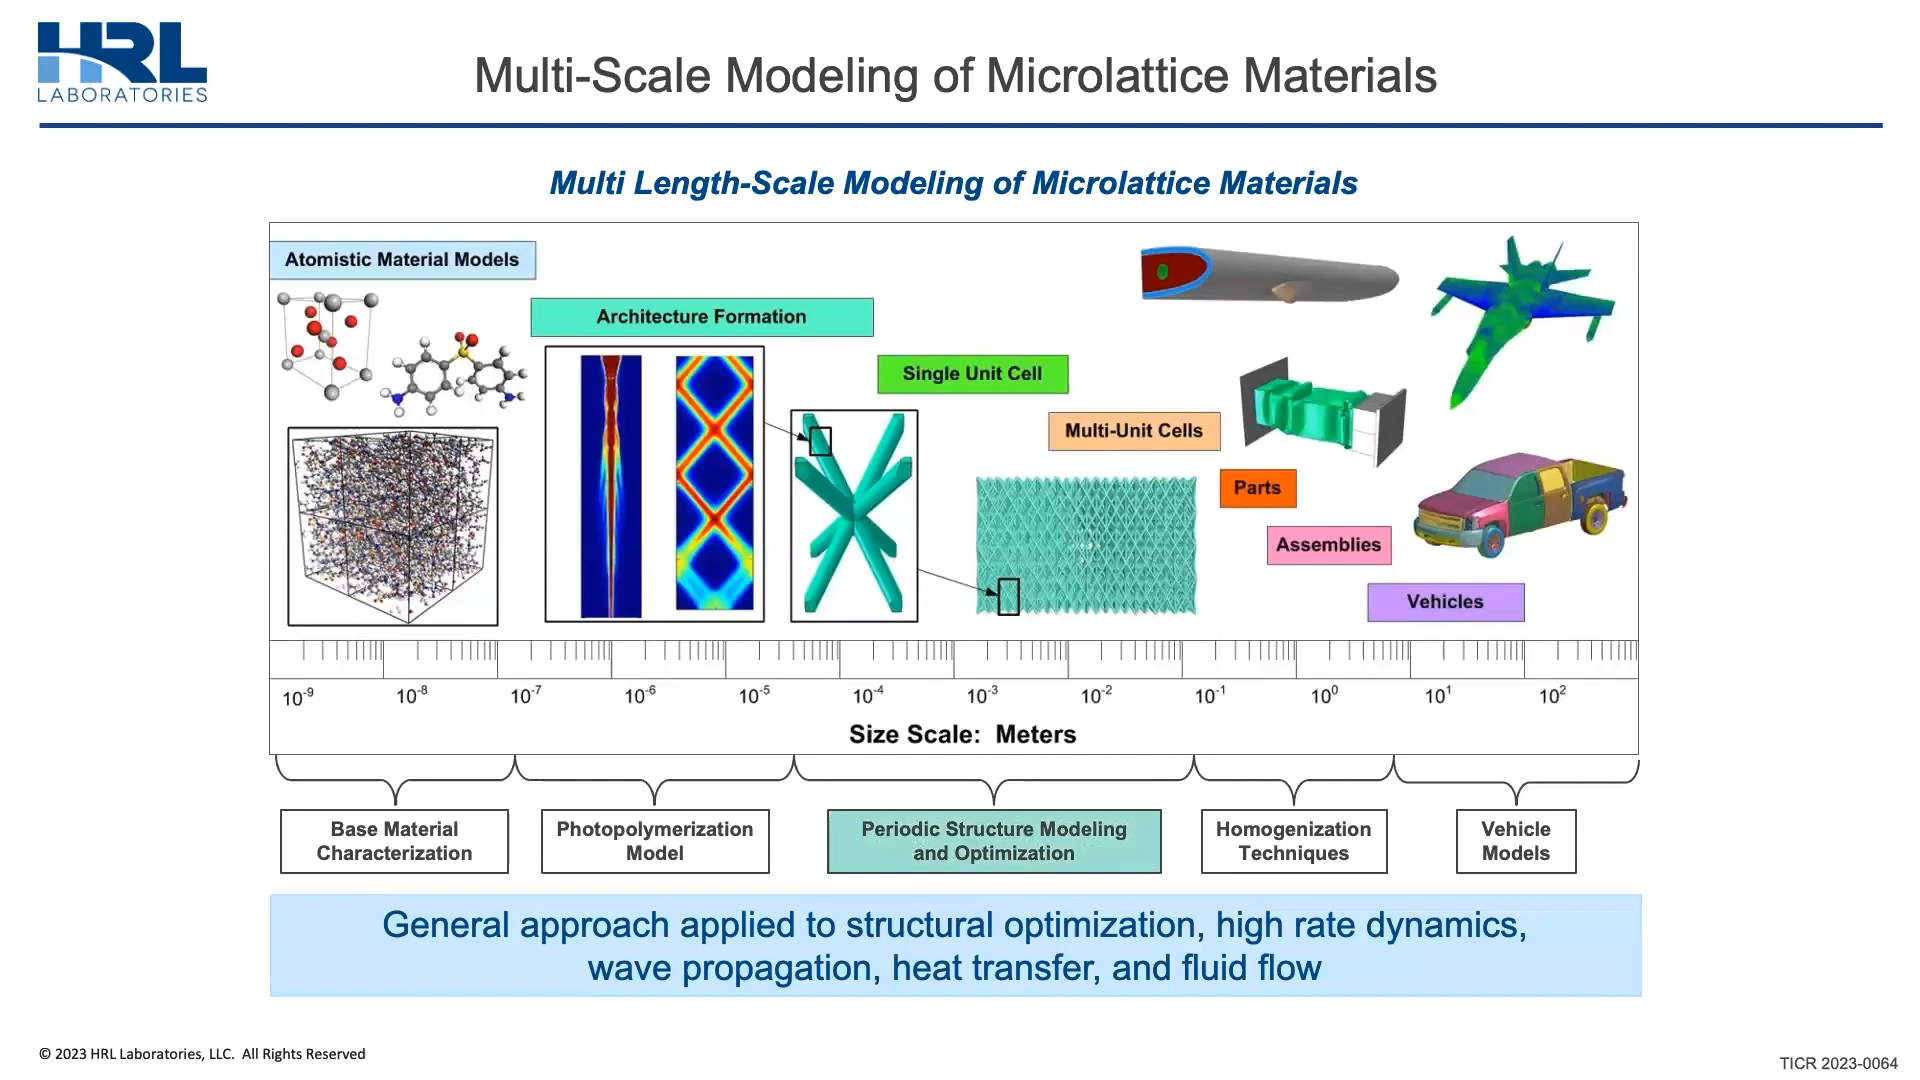 HRL
LABORATORIES
Multi-Scale Modeling of Microlattice Materials
Multi Length-Scale Modeling of Microlattice Materials
Atomistic Material Models
Architecture Formation
Single Unit Cell
Multi-Unit Cells
Parts
Assemblies
Vehicles
10⁻⁹ 10⁻⁸ 10⁻⁷ 10⁻⁶ 10⁻⁵ 10⁻⁴ 10⁻³ 10⁻² 10⁻¹ 10⁰ 10¹ 10²
Size Scale: Meters
Base Material
Characterization
Photopolymerization
Model
Periodic Structure Modeling
and Optimization
Homogenization
Techniques
Vehicle
Models
General approach applied to structural optimization, high rate dynamics,
wave propagation, heat transfer, and fluid flow
© 2023 HRL Laboratories, LLC. All Rights Reserved
TICR 2023-0064